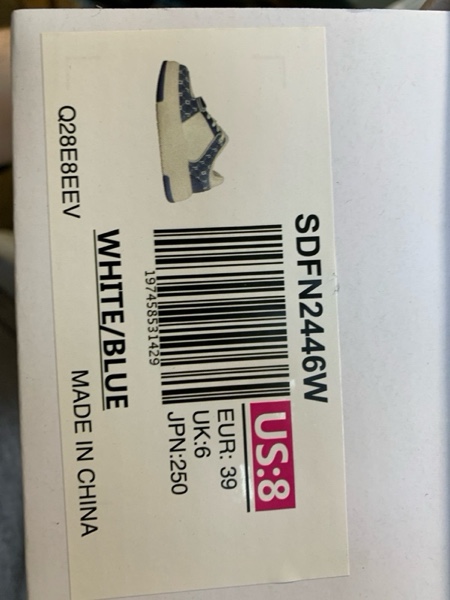 SDFN2446W
197458531429
US:8
EUR: 39
UK:6
JPN:250
WHITE/BLUE
Q28E8EEV
MADE IN CHINA